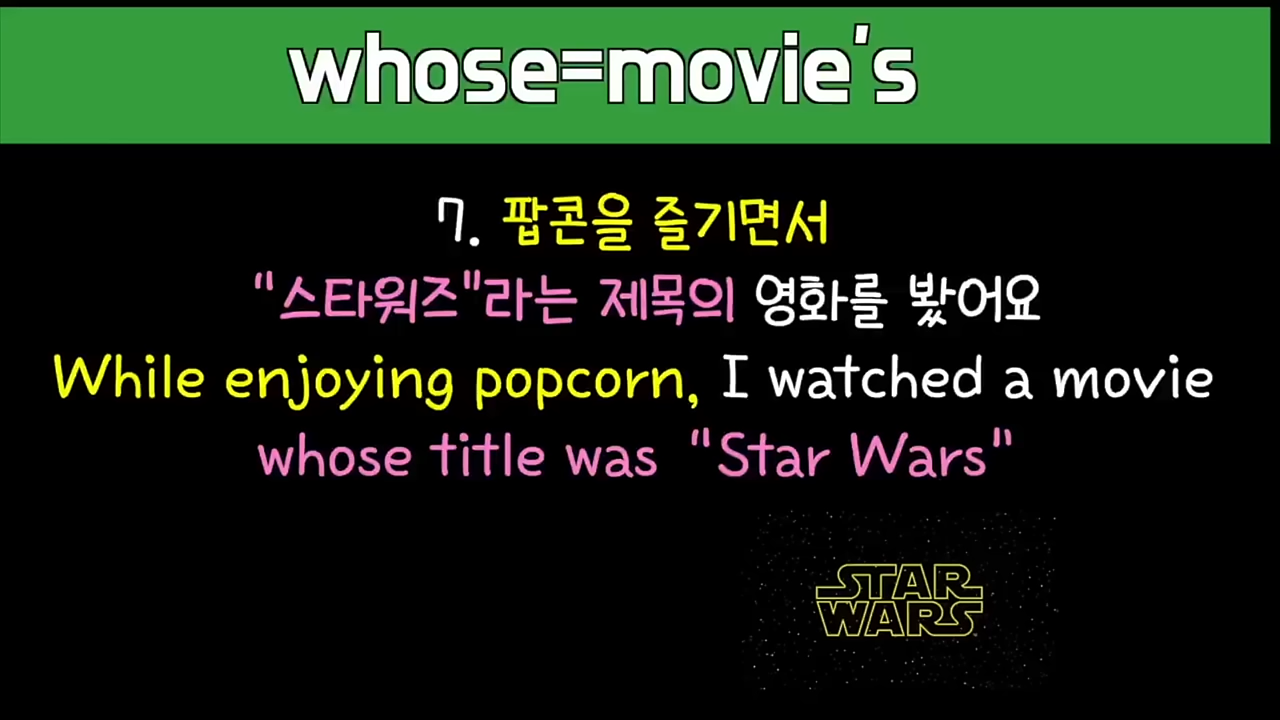 whose=movie's
7. 팝콘을 즐기면서
"스타워즈"라는 제목의 영화를 봤어요
While enjoying popcorn, I watched a movie
whose title was "Star Wars"
STAR
WARS